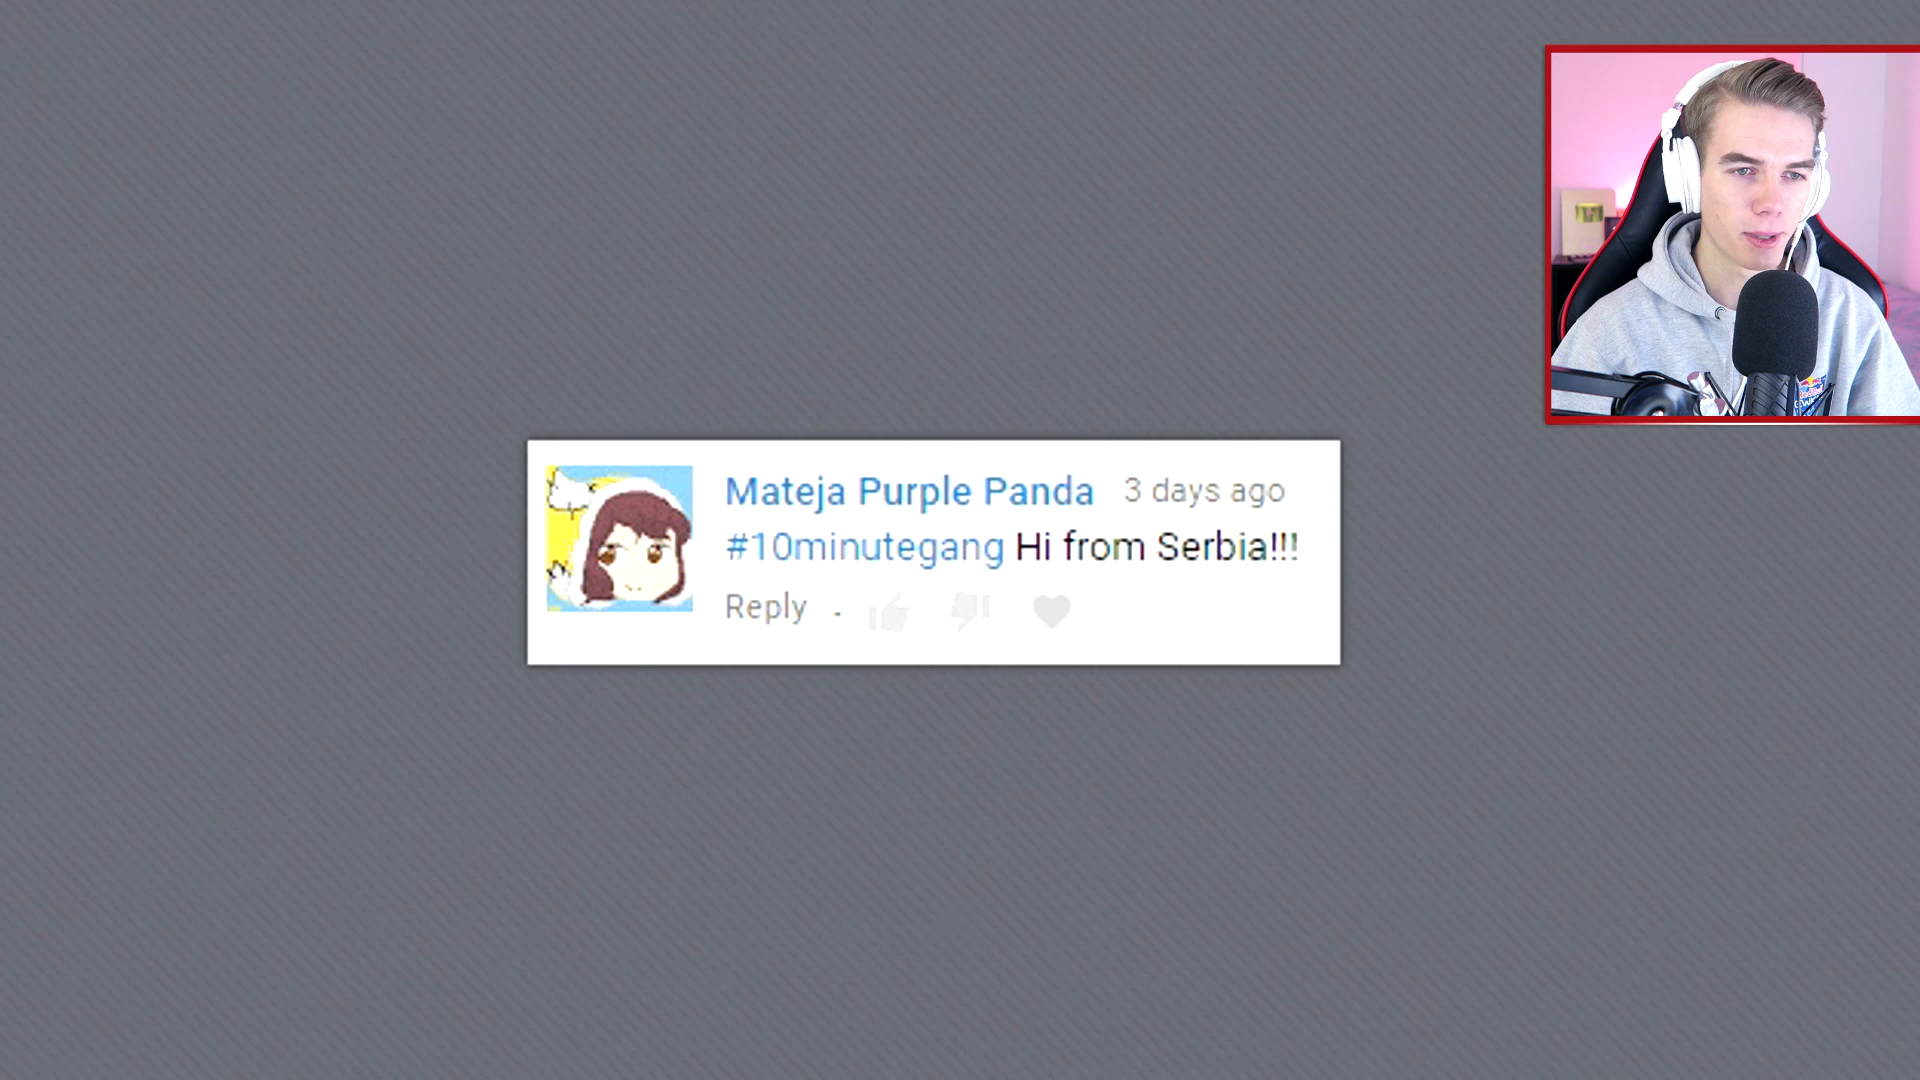 Mateja Purple Panda 3 days ago
#10minutegang Hi from Serbia!!!
Reply